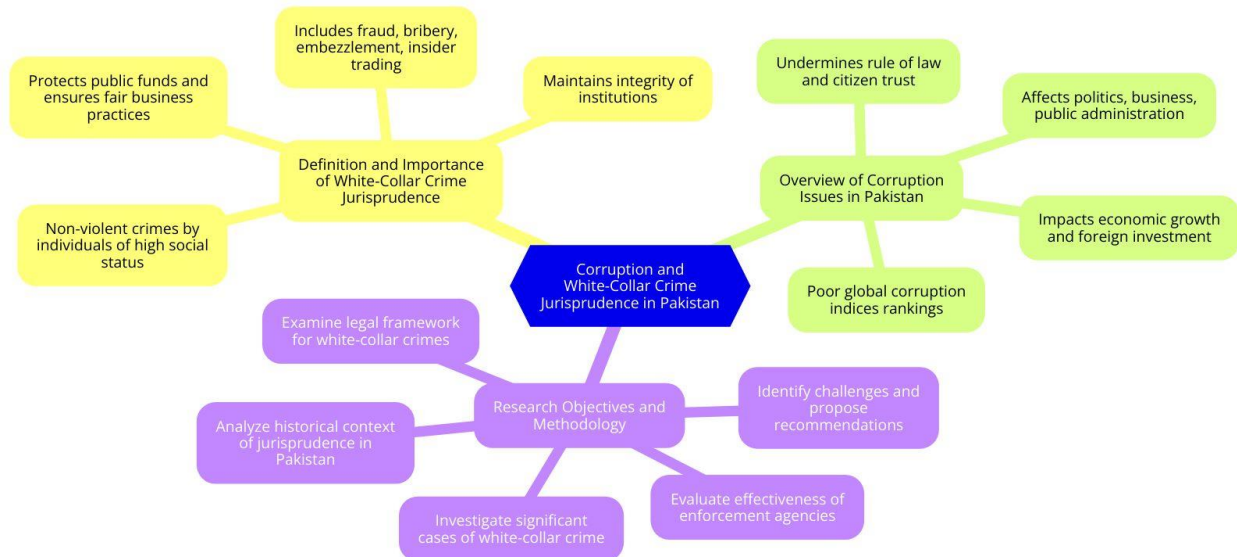 Includes fraud, bribery,
embezzlement, insider
trading
Protects public funds and
ensures fair business
practices
Maintains integrity of
institutions
Definition and Importance
of White-Collar Crime
Jurisprudence
Non-violent crimes by
individuals of high social
status
Undermines rule of law
and citizen trust
Affects politics, business,
public administration
Overview of Corruption
Issues in Pakistan
Impacts economic growth
and foreign investment
Poor global corruption
indices rankings
Corruption and
White-Collar Crime
Jurisprudence in Pakistan
Examine legal framework
for white-collar crimes
Research Objectives and
Methodology
Identify challenges and
propose
recommendations
Analyze historical context
of jurisprudence in
Pakistan
Investigate significant
cases of white-collar crime
Evaluate effectiveness of
enforcement agencies